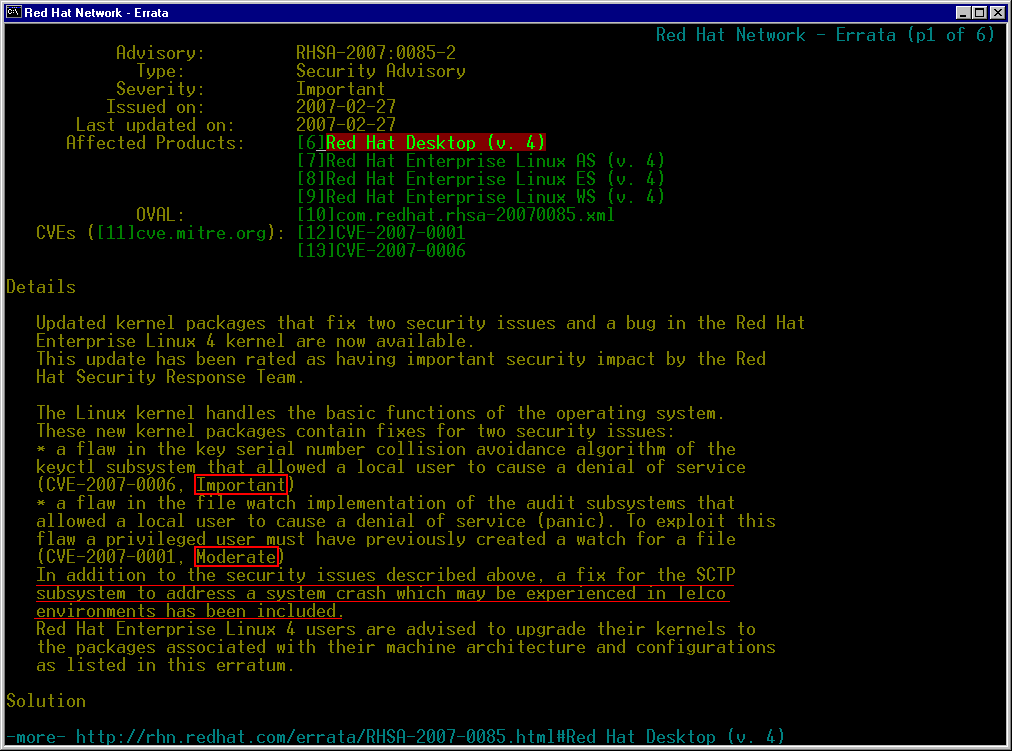 Red Hat Network - Errata
Red Hat Network - Errata (p1 of 6)
Advisory: RHSA-2007:0085-2
Type: Security Advisory
Severity: Important
Issued on: 2007-02-27
Last updated on: 2007-02-27
Affected Products: [6]Red Hat Desktop (v. 4)
[7]Red Hat Enterprise Linux AS (v. 4)
[8]Red Hat Enterprise Linux ES (v. 4)
[9]Red Hat Enterprise Linux WS (v. 4)
OVAL: [10]com.redhat.rhsa-20070085.xml
CVEs ([11]cve.mitre.org): [12]CVE-2007-0001
[13]CVE-2007-0006
Details
Updated kernel packages that fix two security issues and a bug in the Red Hat
Enterprise Linux 4 kernel are now available.
This update has been rated as having important security impact by the Red
Hat Security Response Team.
The Linux kernel handles the basic functions of the operating system.
These new kernel packages contain fixes for two security issues:
* a flaw in the key serial number collision avoidance algorithm of the
keyctl subsystem that allowed a local user to cause a denial of service
(CVE-2007-0006, Important)
* a flaw in the file watch implementation of the audit subsystems that
allowed a local user to cause a denial of service (panic). To exploit this
flaw a privileged user must have previously created a watch for a file
(CVE-2007-0001, Moderate)
In addition to the security issues described above, a fix for the SCTP
subsystem to address a system crash which may be experienced in Telco
environments has been included.
Red Hat Enterprise Linux 4 users are advised to upgrade their kernels to
the packages associated with their machine architecture and configurations
as listed in this erratum.
Solution
-more- http://rhn.redhat.com/errata/RHSA-2007-0085.html#Red Hat Desktop (v. 4)